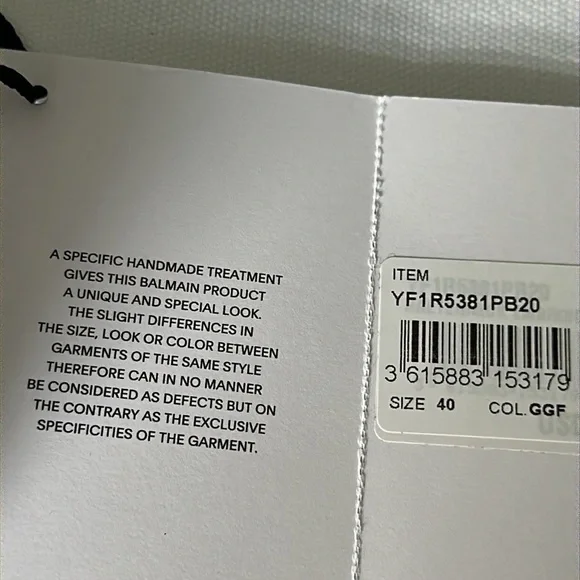 A SPECIFIC HANDMADE TREATMENT
GIVES THIS BALMAIN PRODUCT
A UNIQUE AND SPECIAL LOOK.
THE SLIGHT DIFFERENCES IN
THE SIZE, LOOK OR COLOR BETWEEN
GARMENTS OF THE SAME STYLE
THEREFORE CAN IN NO MANNER
BE CONSIDERED AS DEFECTS BUT ON
THE CONTRARY AS THE EXCLUSIVE
SPECIFICITIES OF THE GARMENT.
ITEM
YF1R5381PB20
3 615883 153179
SIZE 40 COL.GGF